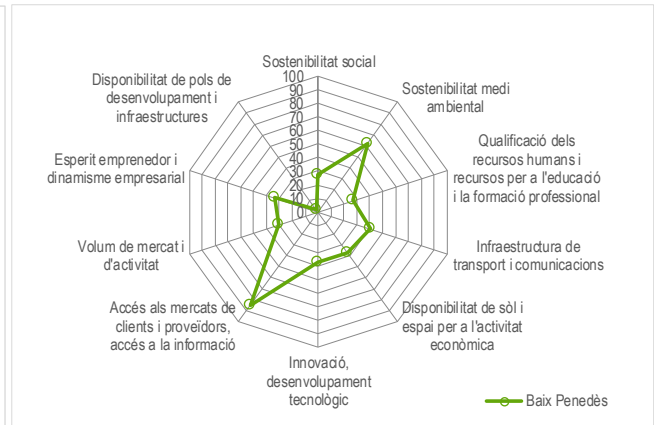 Sostenibilitat social
100
90
80
70
60
50
40
30
20
10
0
Sostenibilitat medi
ambiental
Qualificació dels
recursos humans i
recursos per a l'educació
i la formació professional
Infraestructura de
transport i comunicacions
Disponibilitat de sòl i
espai per a l'activitat
econòmica
Innovació,
desenvolupament
tecnològic
Accés als mercats de
clients i proveïdors,
accés a la informació
Volum de mercat i
d'activitat
Esperit emprenedor i
dinamisme empresarial
Disponibilitat de pols de
desenvolupament i
infraestructures
Baix Penedès